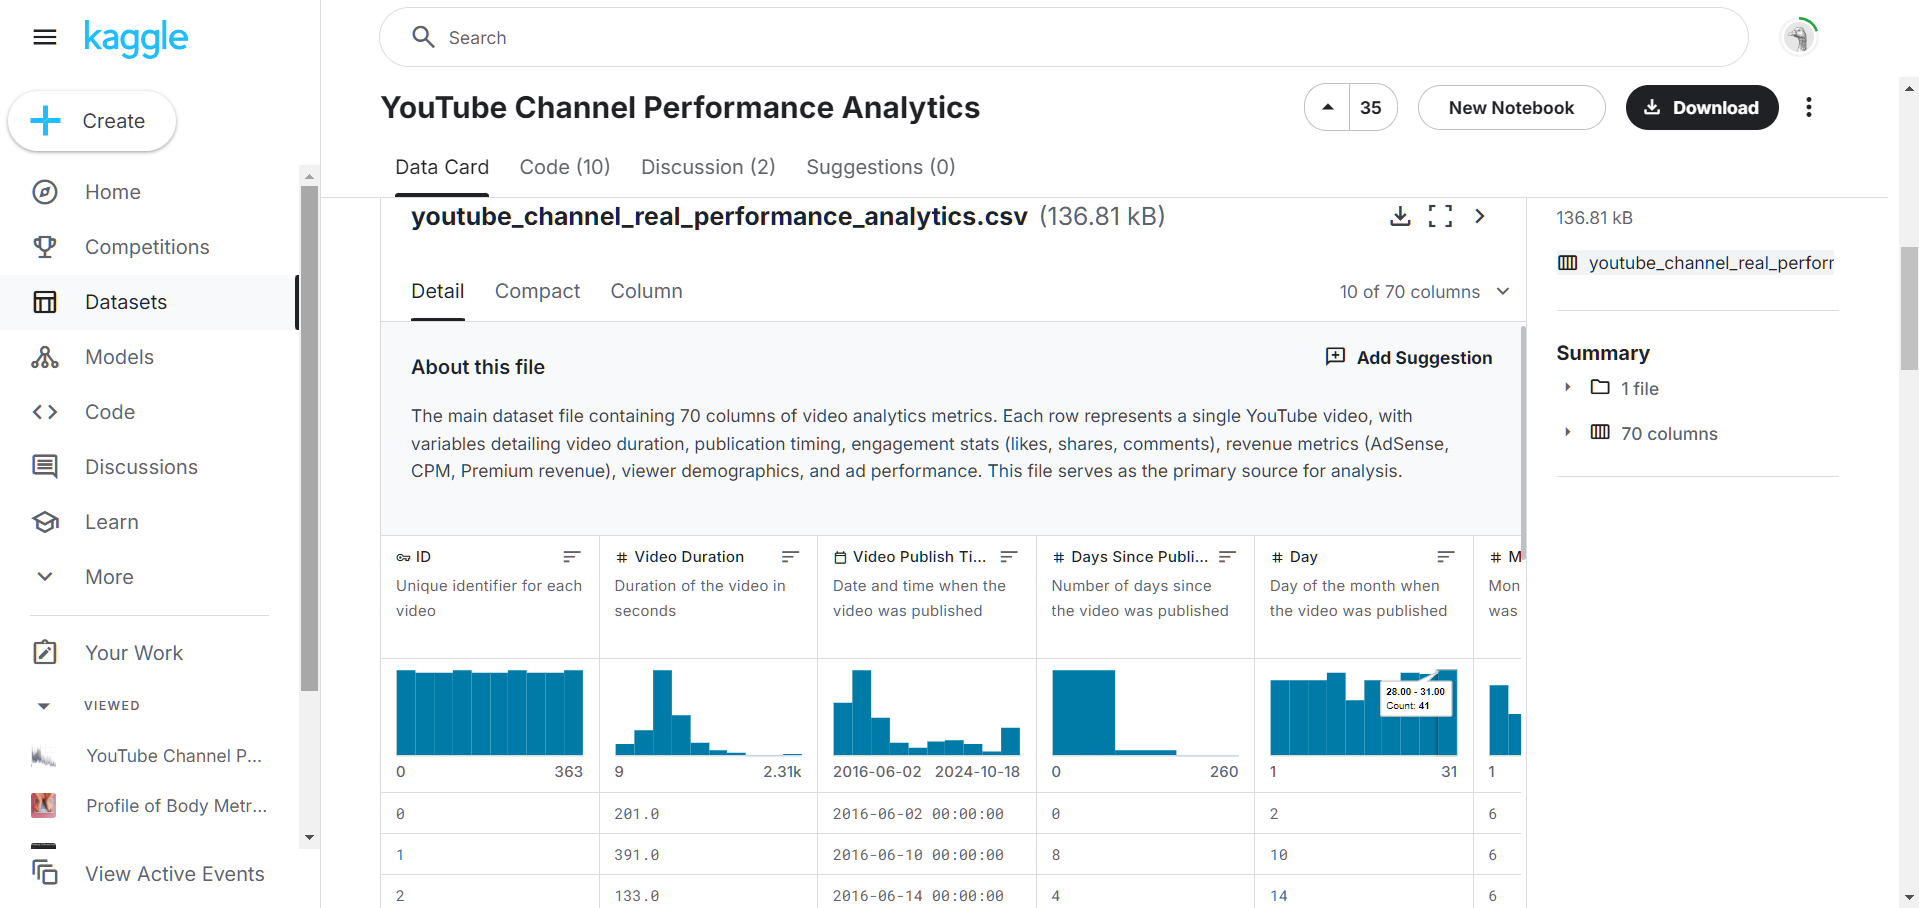 kaggle
Search
Create
Home
Competitions
Datasets
Models
Code
Discussions
Learn
More
Your Work
VIEWED
YouTube Channel P...
Profile of Body Metr...
View Active Events
YouTube Channel Performance Analytics
35
New Notebook
Download
Data Card
Code (10)
Discussion (2)
Suggestions (0)
youtube_channel_real_performance_analytics.csv (136.81 kB)
Detail
Compact
Column
10 of 70 columns
About this file
Add Suggestion
The main dataset file containing 70 columns of video analytics metrics. Each row represents a single YouTube video, with
variables detailing video duration, publication timing, engagement stats (likes, shares, comments), revenue metrics (AdSense,
CPM, Premium revenue), viewer demographics, and ad performance. This file serves as the primary source for analysis.
ID
Unique identifier for each
video
0 363
# Video Duration
Duration of the video in
seconds
9 2.31k
Video Publish Ti...
Date and time when the
video was published
2016-06-02 2024-10-18
# Days Since Publi...
Number of days since
the video was published
0 260
# Day
Day of the month when
the video was published
28.00 - 31.00
Count: 41
1 31
# M
Mon
was
1
0 201.0 2016-06-02 00:00:00 0 2 6
1 391.0 2016-06-10 00:00:00 8 10 6
2 133.0 2016-06-14 00:00:00 4 14 6
136.81 kB
youtube_channel_real_perforr
Summary
1 file
70 columns